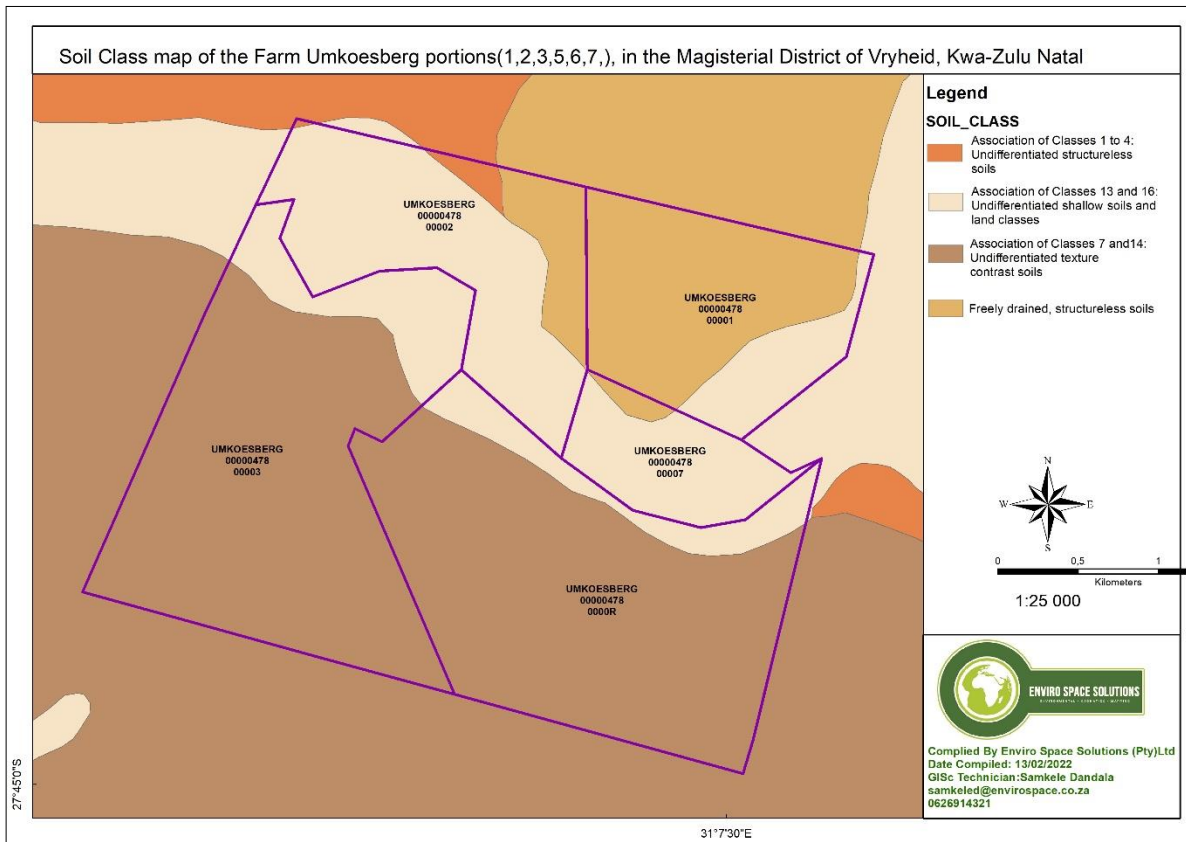 Soil Class map of the Farm Umkoesberg portions(1,2,3,5,6,7,), in the Magisterial District of Vryheid, Kwa-Zulu Natal
UMKOESBERG
00000478
00002
UMKOESBERG
00000478
00001
UMKOESBERG
00000478
00003
UMKOESBERG
00000478
00007
UMKOESBERG
00000478
0000R
27°45'0"S
31°7'30"E
Legend
SOIL_CLASS
Association of Classes 1 to 4:
Undifferentiated structureless
soils
Association of Classes 13 and 16:
Undifferentiated shallow soils and
land classes
Association of Classes 7 and14:
Undifferentiated texture
contrast soils
Freely drained, structureless soils
N
W
E
S
0 0,5 1
Kilometers
1:25 000
ENVIRO SPACE SOLUTIONS
Complied By Enviro Space Solutions (Pty)Ltd
Date Compiled: 13/02/2022
GISc Technician:Samkele Dandala
samkeled@envirospace.co.za
0626914321